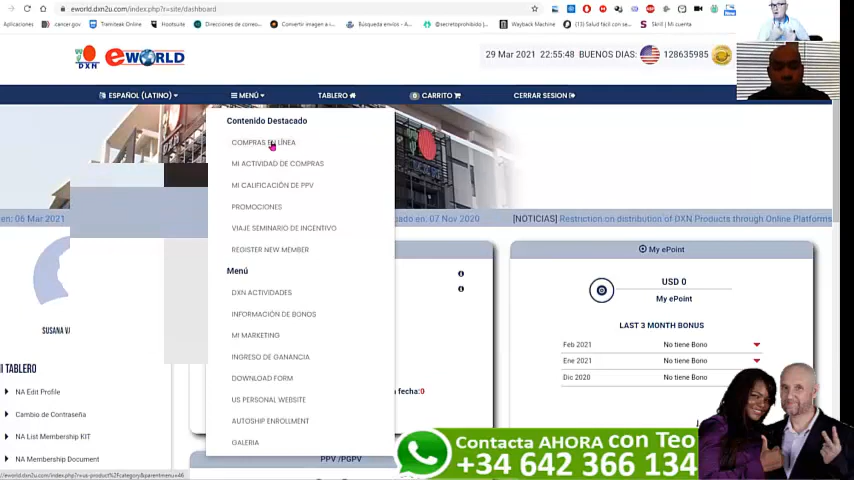 eworld.dxn2u.com/index.php?r=site/dashboard
Aplicaciones
cancer.gov
Tramiteak Online
Hootsuite
Direcciones de correo...
Convertir imagen a i...
Búsqueda envíos - A...
@secretoprohibido |...
Wayback Machine
(13) Salud fácil con se...
Skrill | Mi cuenta
DXN eWORLD
29 Mar 2021 22:55:48 BUENOS DIAS: 128635985
ESPAÑOL (LATINO)
MENÚ
TABLERO
0 CARRITO
CERRAR SESION
Contenido Destacado
COMPRAS EN LÍNEA
MI ACTIVIDAD DE COMPRAS
MI CALIFICACIÓN DE PPV
PROMOCIONES
VIAJE SEMINARIO DE INCENTIVO
REGISTER NEW MEMBER
Menú
DXN ACTIVIDADES
INFORMACIÓN DE BONOS
MI MARKETING
INGRESO DE GANANCIA
DOWNLOAD FORM
US PERSONAL WEBSITE
AUTOSHIP ENROLLMENT
GALERIA
en: 06 Mar 2021
cado en: 07 Nov 2020
[NOTICIAS] Restriction on distribution of DXN Products through Online Platforms
SUSANA VA
MI TABLERO
NA Edit Profile
Cambio de Contraseña
NA List Membership KIT
NA Membership Document
fecha:0
PPV /PGPV
My ePoint
USD 0
My ePoint
LAST 3 MONTH BONUS
Feb 2021 No tiene Bono
Ene 2021 No tiene Bono
Dic 2020 No tiene Bono
Contacta AHORA con Teo
+34 642 366 134